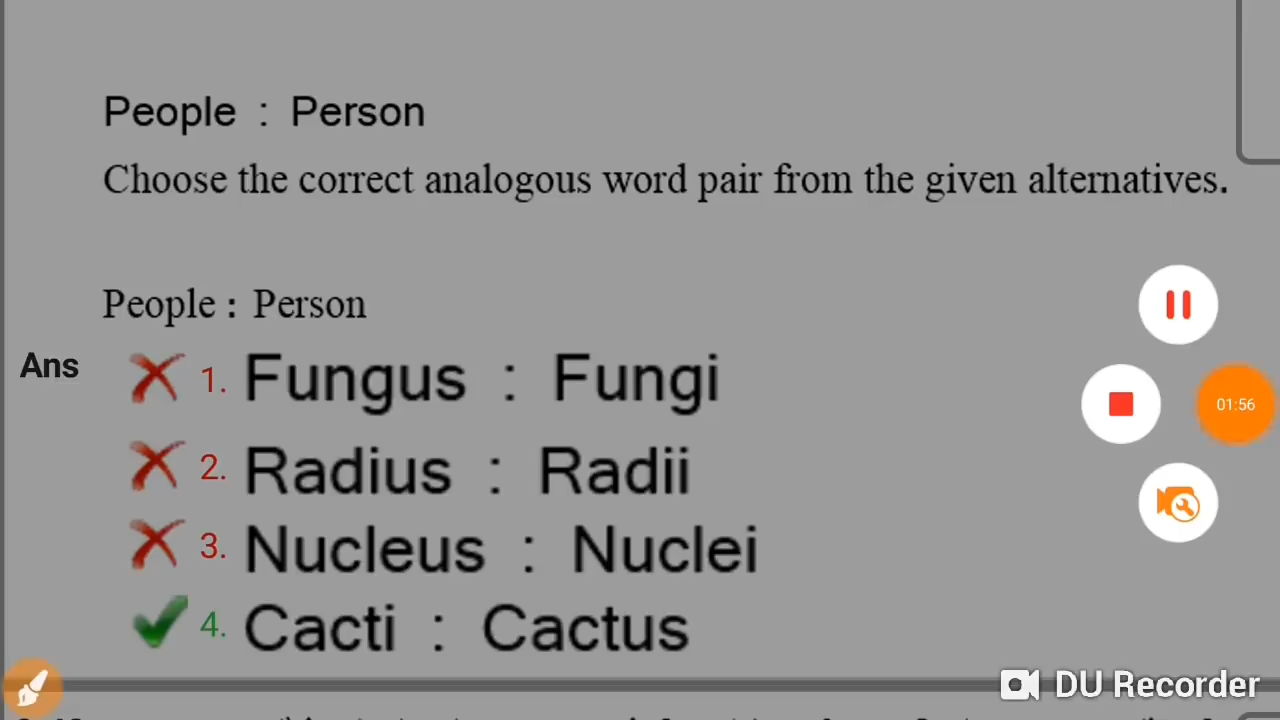 People : Person
Choose the correct analogous word pair from the given alternatives.
People : Person
Ans
1. Fungus : Fungi
2. Radius : Radii
3. Nucleus : Nuclei
4. Cacti : Cactus
01:56
DU Recorder